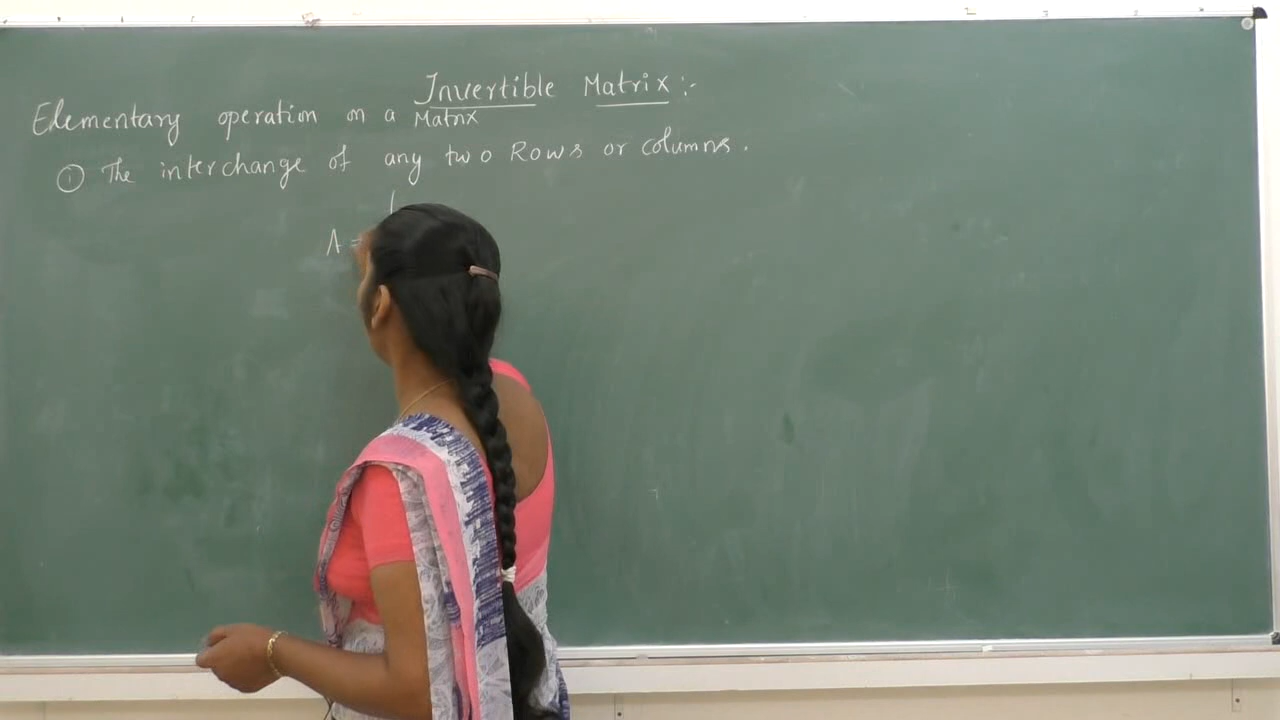 Invertible Matrix :-
Elementary operation on a Matrix
① The interchange of any two Rows or columns.
A =